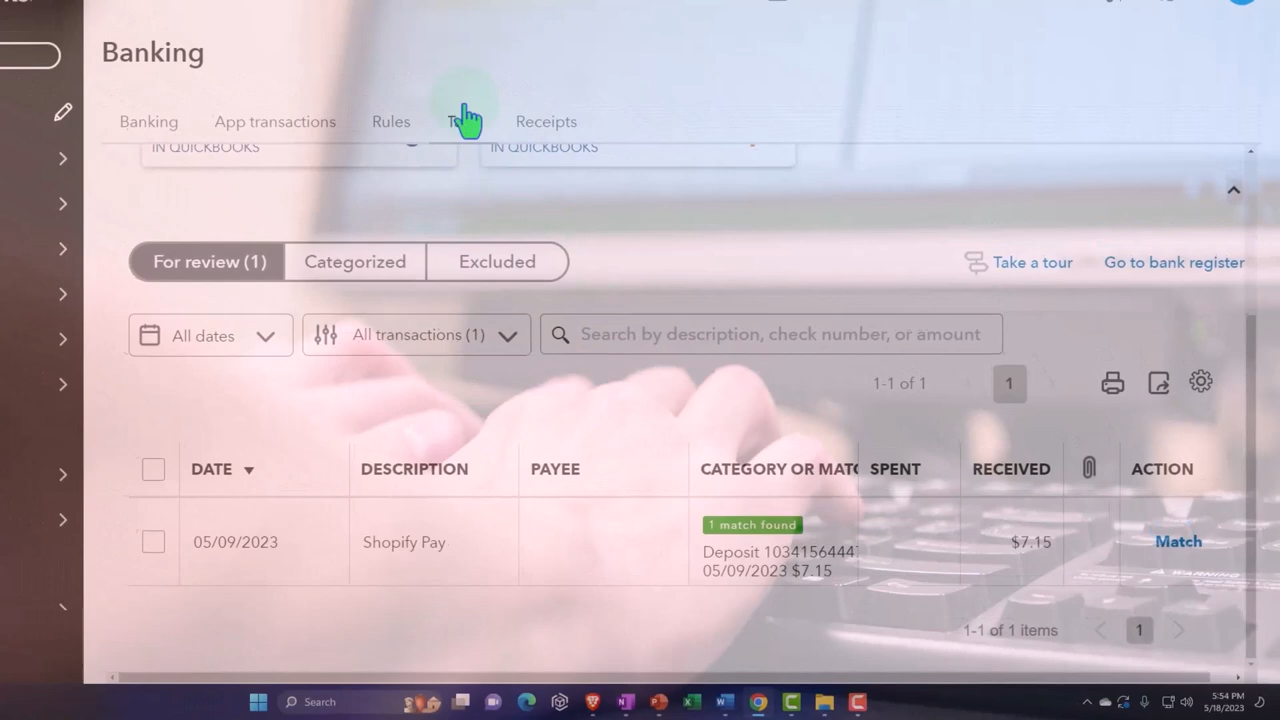 Banking
Banking App transactions Rules Receipts
IN QUICKBOOKS IN QUICKBOOKS
For review (1) Categorized Excluded Take a tour Go to bank register
All dates All transactions (1) Search by description, check number, or amount
1-1 of 1 1
DATE DESCRIPTION PAYEE CATEGORY OR SPENT RECEIVED ACTION
1 match found
05/09/2023 Shopify Pay $7.15 Match
Deposit 1034156444
05/09/2023 $7.15
WARNING
1-1 of 1 items 1
Search
5:54 PM
5/18/2023